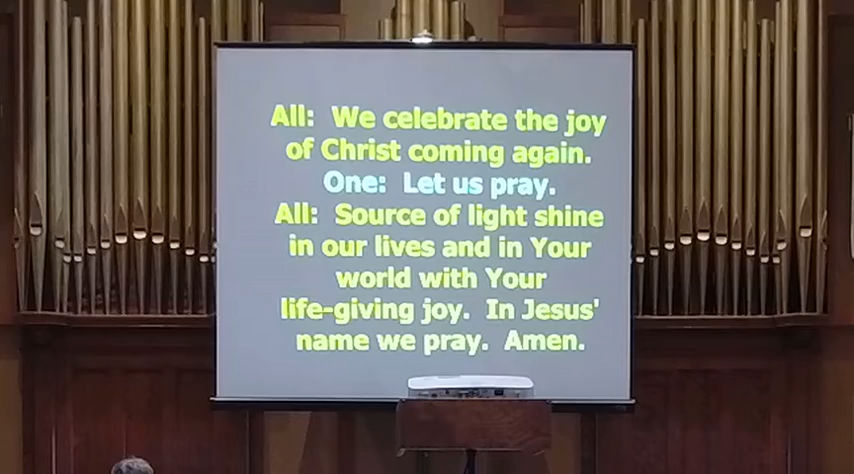 All:  We celebrate the joy
of Christ coming again.
One:  Let us pray.
All:  Source of light shine
in our lives and in Your
world with Your
life-giving joy.  In Jesus'
name we pray.  Amen.